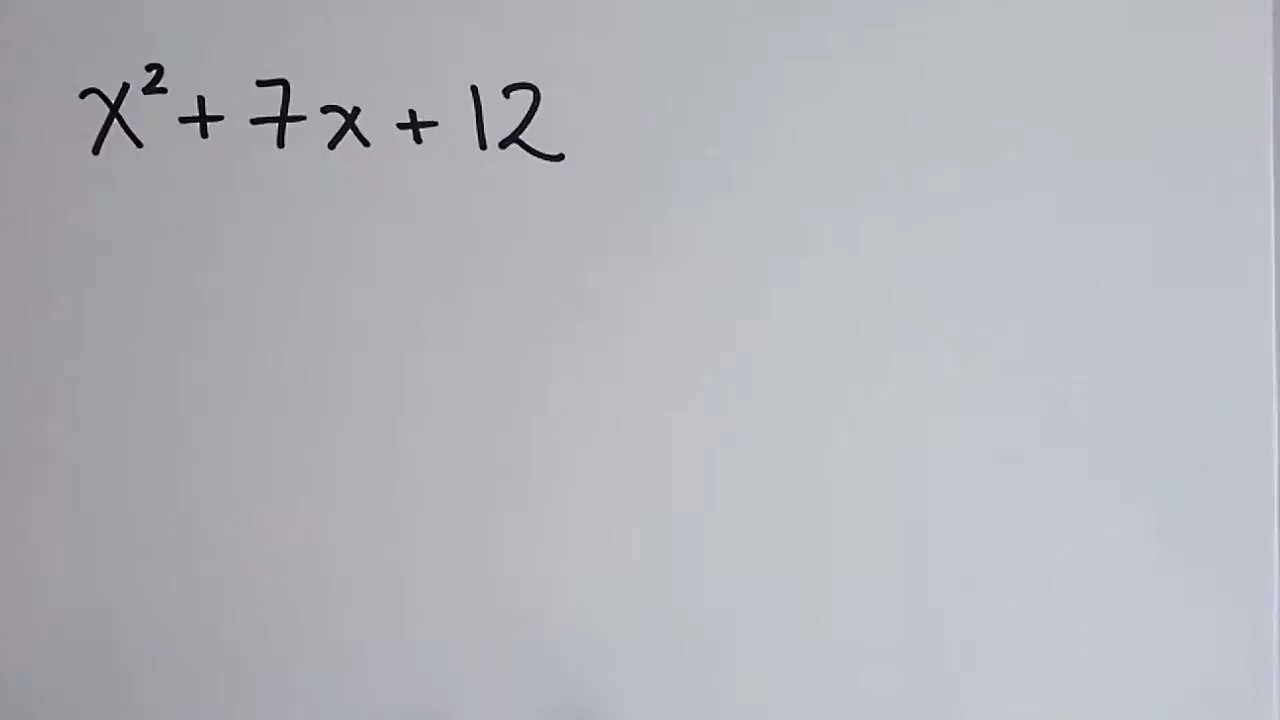 x² + 7x + 12